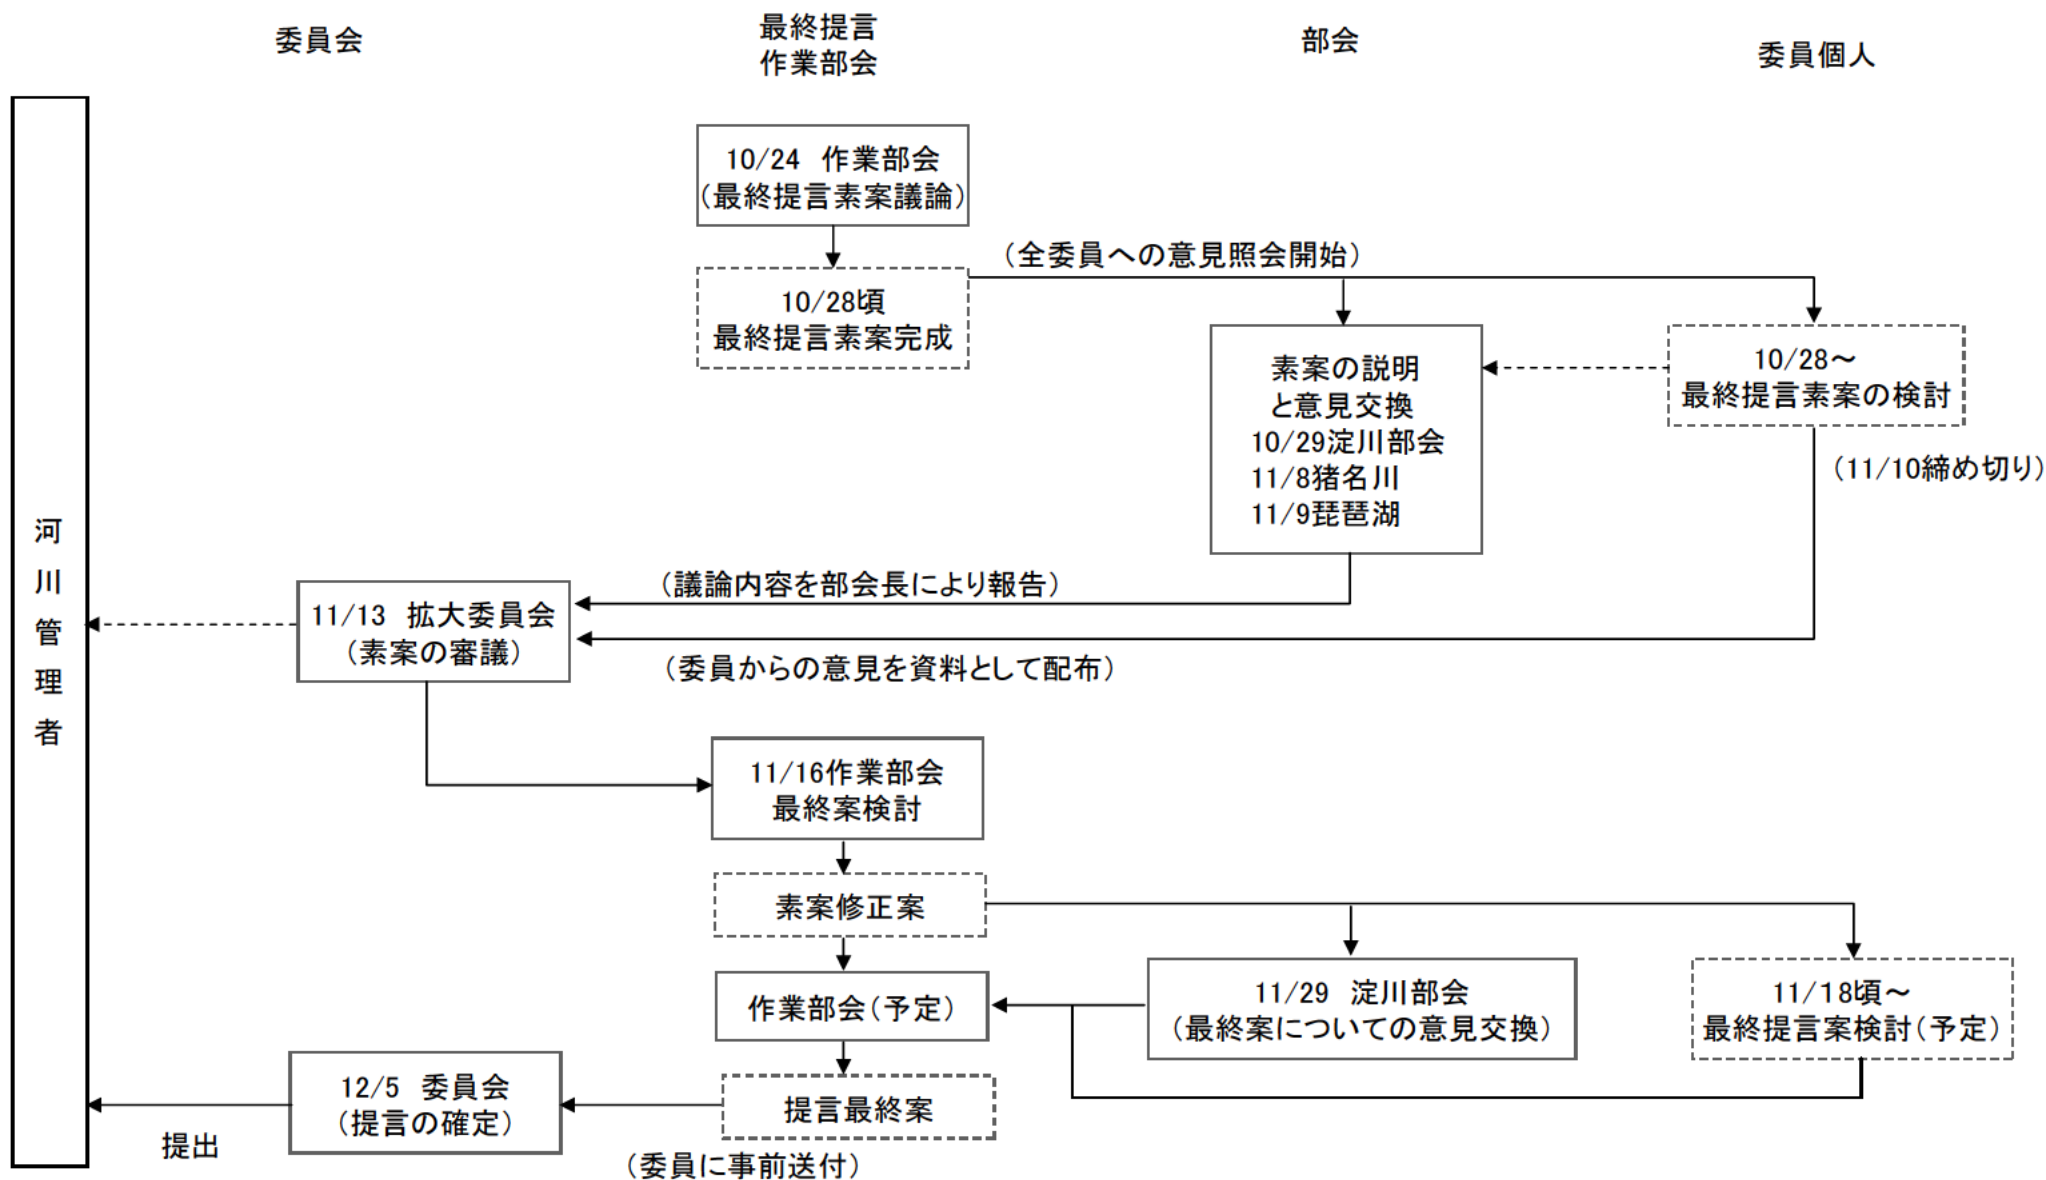 委員会
最終提言
作業部会
部会
委員個人
10/24 作業部会
(最終提言素案議論)
(全委員への意見照会開始)
10/28頃
最終提言素案完成
素案の説明
と意見交換
10/29淀川部会
11/8猪名川
11/9琵琶湖
10/28～
最終提言素案の検討
(11/10締め切り)
河
川
管
理
者
(議論内容を部会長により報告)
11/13 拡大委員会
(素案の審議)
(委員からの意見を資料として配布)
11/16作業部会
最終案検討
素案修正案
作業部会(予定)
11/29 淀川部会
(最終案についての意見交換)
11/18頃～
最終提言案検討(予定)
12/5 委員会
(提言の確定)
提言最終案
提出
(委員に事前送付)